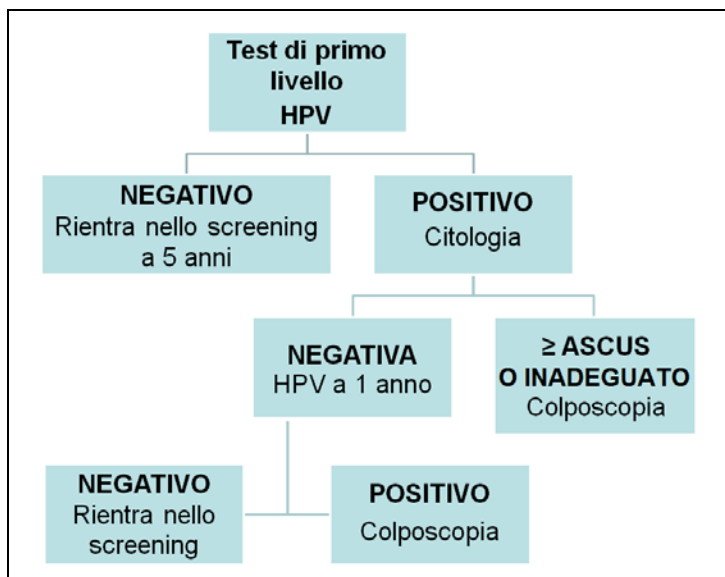 Test di primo
livello
HPV
NEGATIVO
Rientra nello screening
a 5 anni
POSITIVO
Citologia
NEGATIVA
HPV a 1 anno
≥ ASCUS
O INADEGUATO
Colposcopia
NEGATIVO
Rientra nello
screening
POSITIVO
Colposcopia